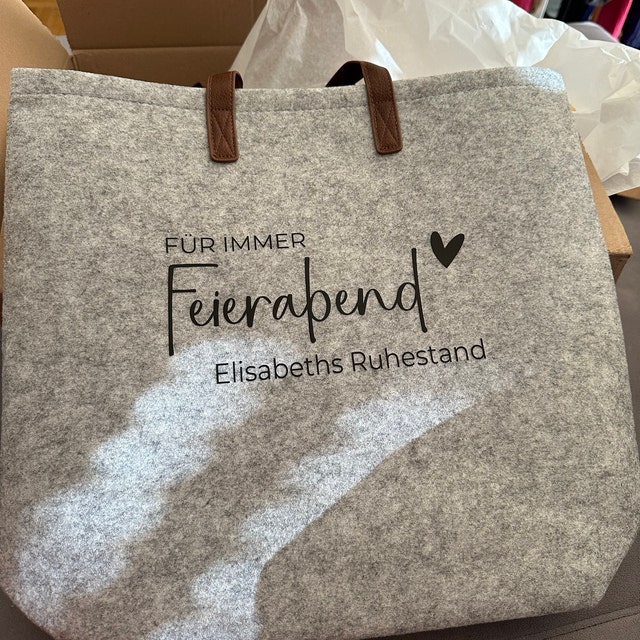 FÜR IMMER
Feierabend
Elisabeths Ruhestand